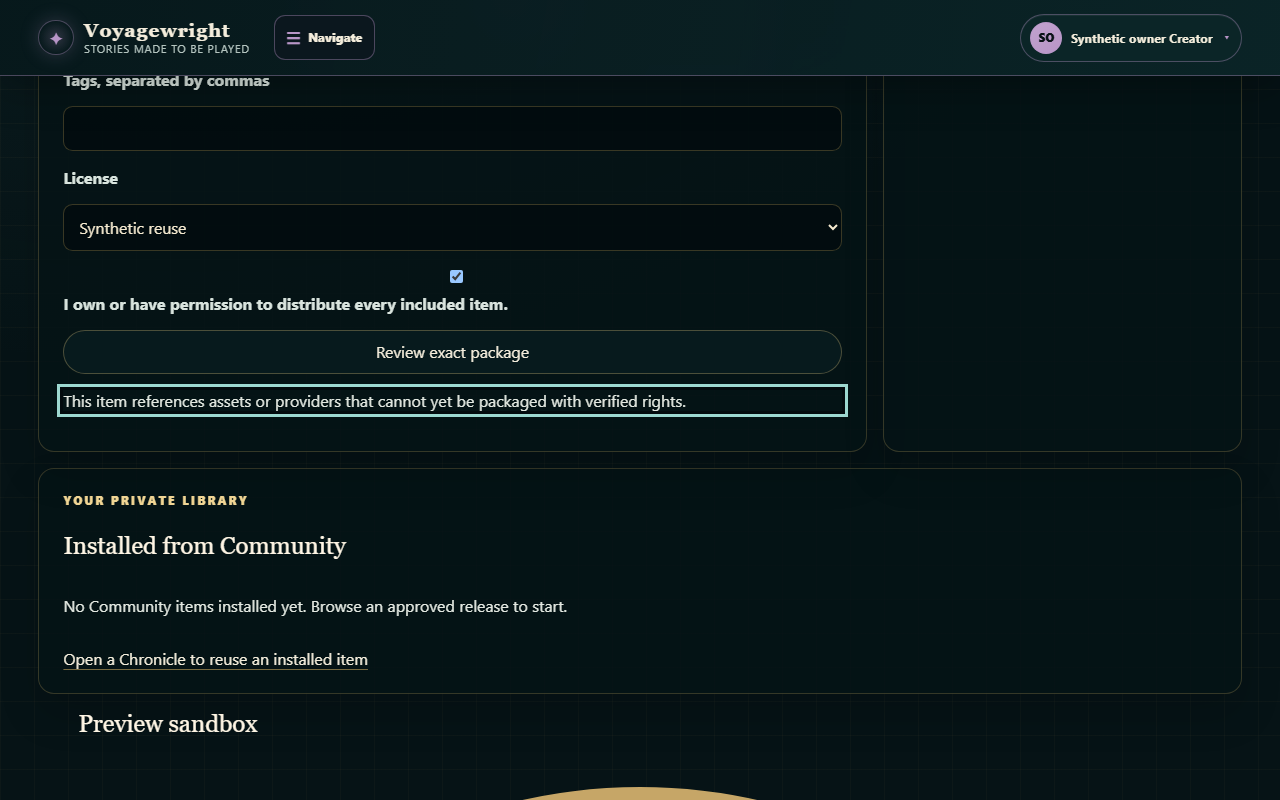 Voyagewright
STORIES MADE TO BE PLAYED
Navigate
SO
Synthetic owner Creator
Tags, separated by commas
License
Synthetic reuse
I own or have permission to distribute every included item.
Review exact package
This item references assets or providers that cannot yet be packaged with verified rights.
YOUR PRIVATE LIBRARY
Installed from Community
No Community items installed yet. Browse an approved release to start.
Open a Chronicle to reuse an installed item
Preview sandbox